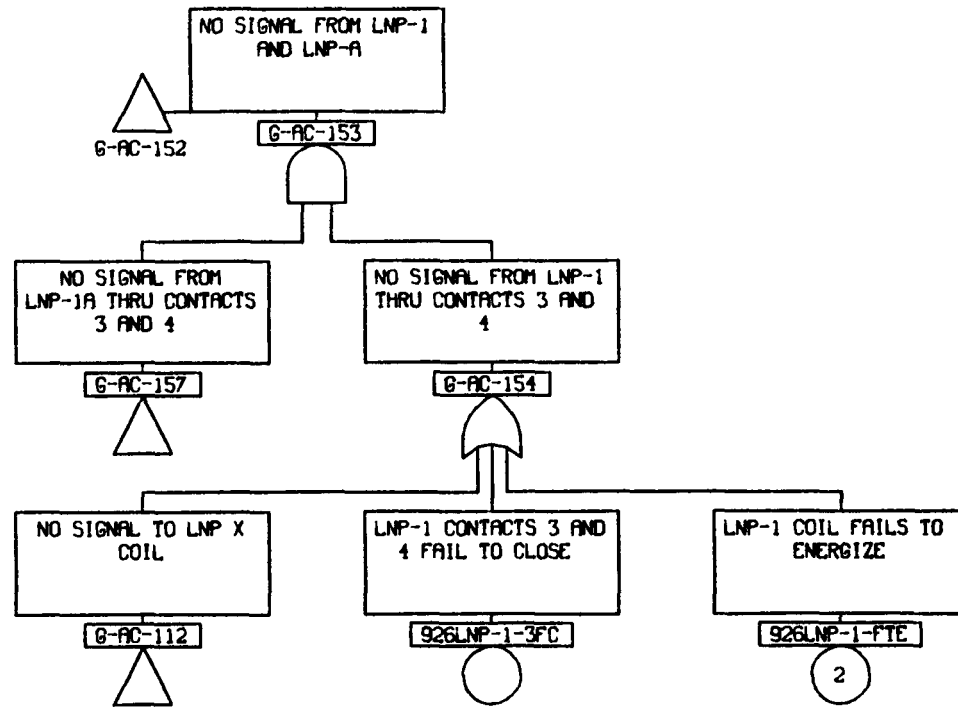 NO SIGNAL FROM LNP-1
AND LNP-A
G-AC-152
G-AC-153
NO SIGNAL FROM
LNP-1A THRU CONTACTS
3 AND 4
NO SIGNAL FROM LNP-1
THRU CONTACTS 3 AND
4
G-AC-157
G-AC-154
NO SIGNAL TO LNP X
COIL
LNP-1 CONTACTS 3 AND
4 FAIL TO CLOSE
LNP-1 COIL FAILS TO
ENERGIZE
G-AC-112
926LNP-1-3FC
926LNP-1-FTE
2